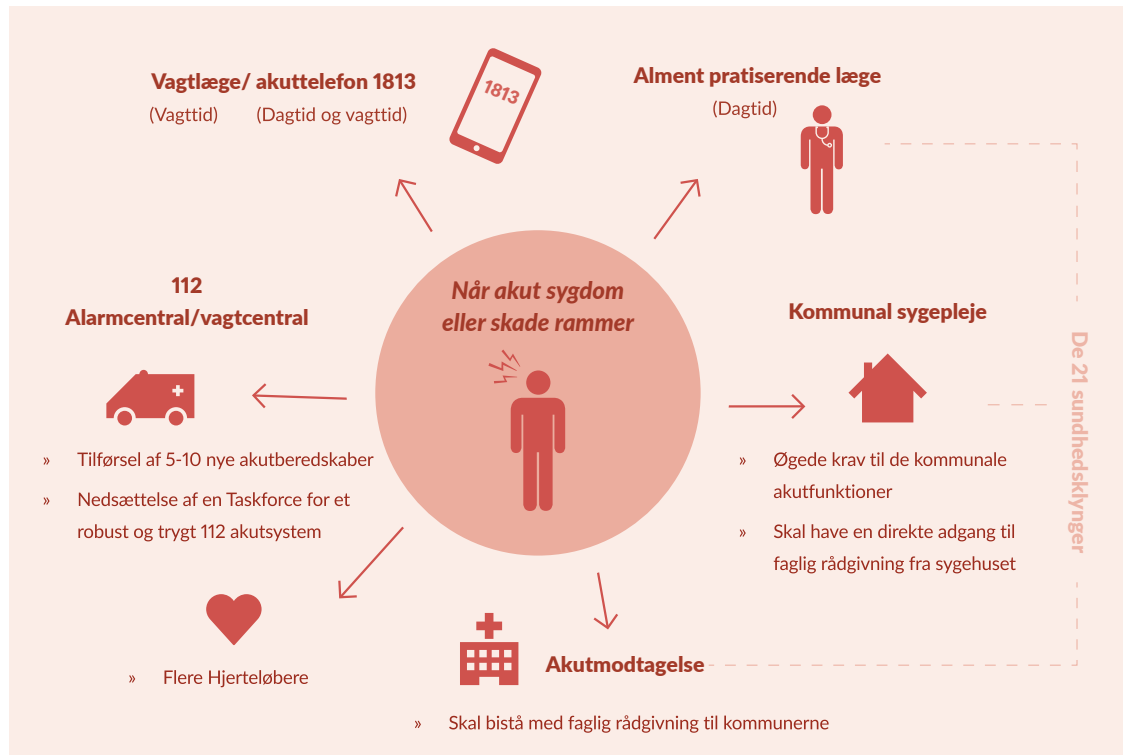 Vagtlæge/ akuttelefon 1813
(Vagttid) (Dagtid og vagttid)
1813
Alment pratiserende læge
(Dagtid)
112
Alarmcentral/vagtcentral
Når akut sygdom
eller skade rammer
Kommunal sygepleje
De 21 sundhedsklynger
» Tilførsel af 5-10 nye akutberedskaber
» Nedsættelse af en Taskforce for et
robust og trygt 112 akutsystem
» Øgede krav til de kommunale
akutfunktioner
» Skal have en direkte adgang til
faglig rådgivning fra sygehuset
» Flere Hjerteløbere
Akutmodtagelse
» Skal bistå med faglig rådgivning til kommunerne